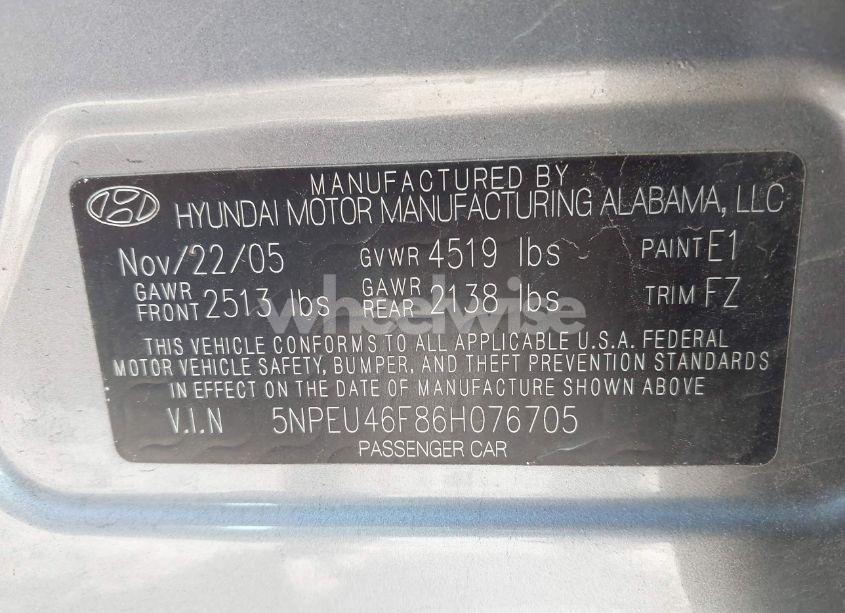 MANUFACTURED BY
HYUNDAI MOTOR MANUFACTURING ALABAMA, LLC
Nov/22/05 GVWR 4519 lbs PAINT E1
GAWR FRONT 2513 lbs GAWR REAR 2138 lbs TRIM FZ
wheelwise
THIS VEHICLE CONFORMS TO ALL APPLICABLE U.S.A. FEDERAL
MOTOR VEHICLE SAFETY, BUMPER, AND THEFT PREVENTION STANDARDS
IN EFFECT ON THE DATE OF MANUFACTURE SHOWN ABOVE
V.I.N 5NPEU46F86H076705
PASSENGER CAR